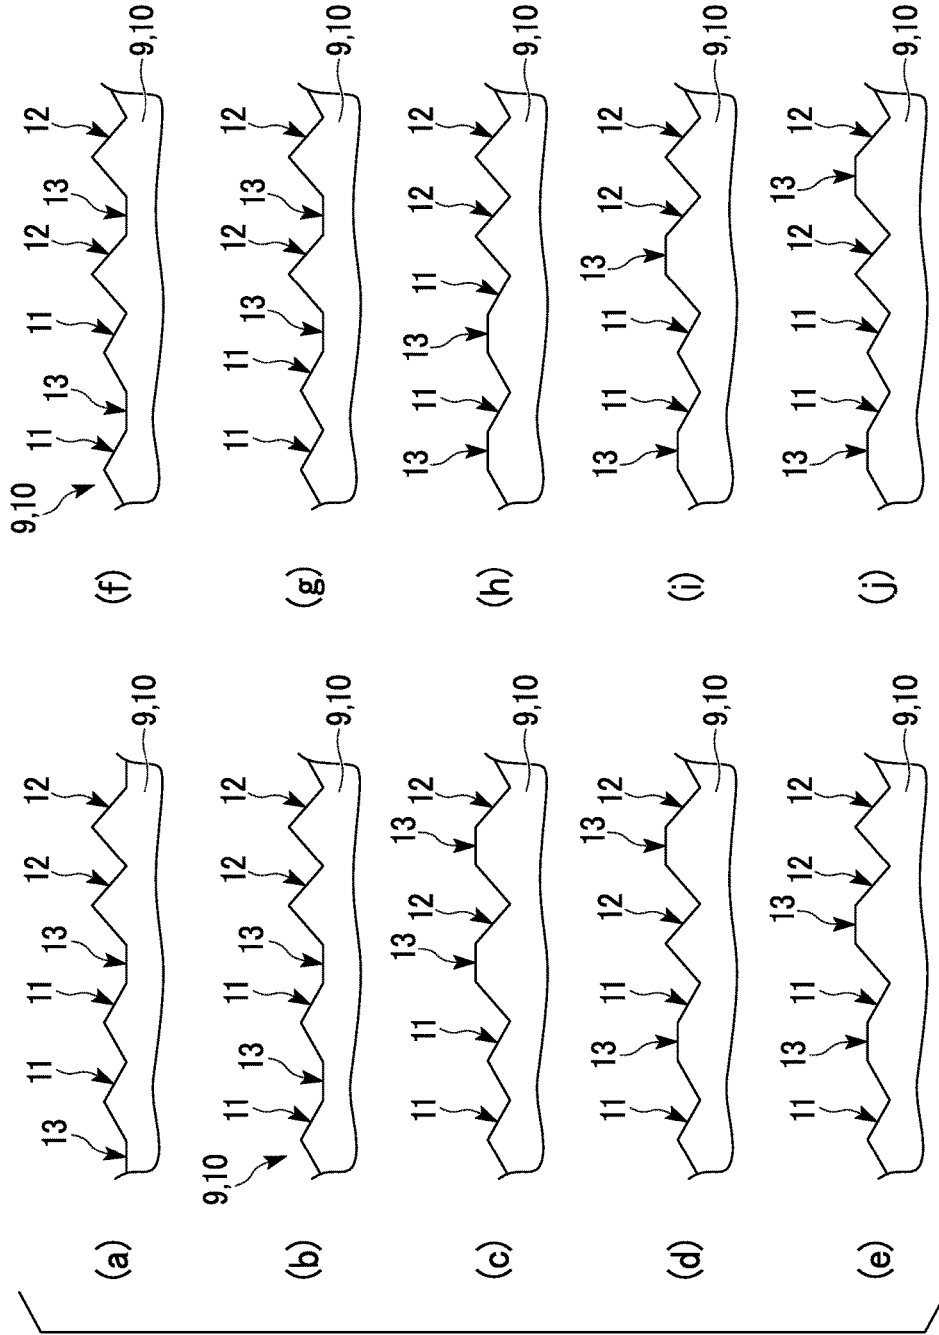 13 11 11 13 12 12
(a) 9,10
9,10 11 13 11 13 12 12
(b) 9,10
11 11 13 12 13 12
(c) 9,10
11 13 11 12 13 12
(d) 9,10
11 13 11 13 12 12
(e) 9,10
9,10 11 13 11 12 13 12
(f) 9,10
11 11 13 12 13 12
(g) 9,10
13 11 13 11 12 12
(h) 9,10
13 11 11 13 12 12
(i) 9,10
13 11 11 12 13 12
(j) 9,10